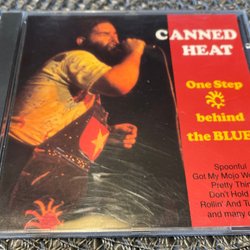 CANNED
HEAT
One Step
behind
the BLUE
Spoonful
Got My Mojo W
Pretty Thin
Don't Hold
Rollin' And Tu
and many